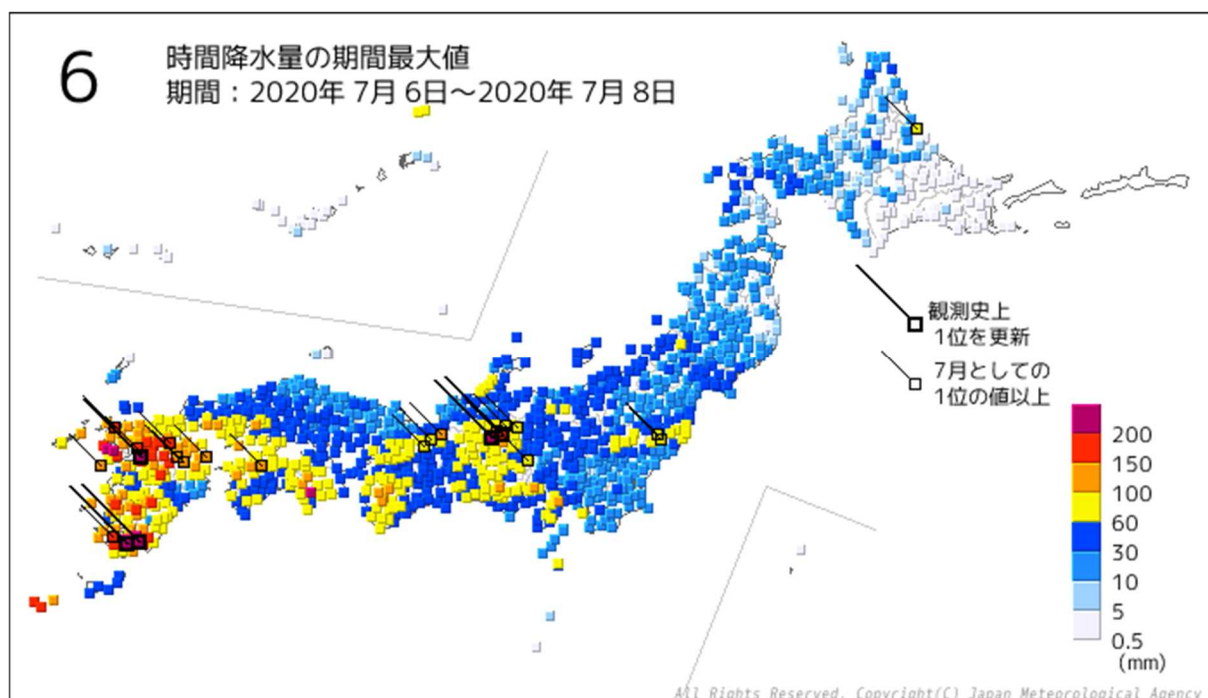 6
時間降水量の期間最大値
期間：2020年 7月 6日～2020年 7月 8日
観測史上
1位を更新
7月としての
1位の値以上
200
150
100
60
30
10
5
0.5
(mm)
All Rights Reserved. Copyright(C) Japan Meteorological Agency